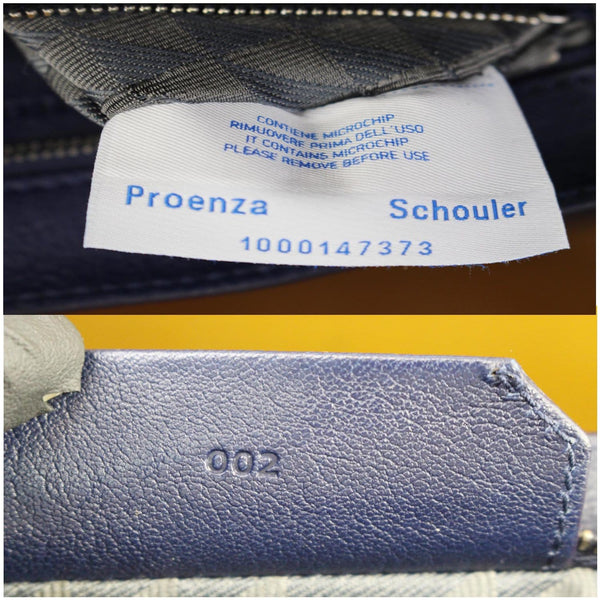 CONTIENE MICROCHIP
RIMUOVERE PRIMA DELL'USO
IT CONTAINS MICROCHIP
PLEASE REMOVE BEFORE USE
Proenza Schouler
1000147373
002